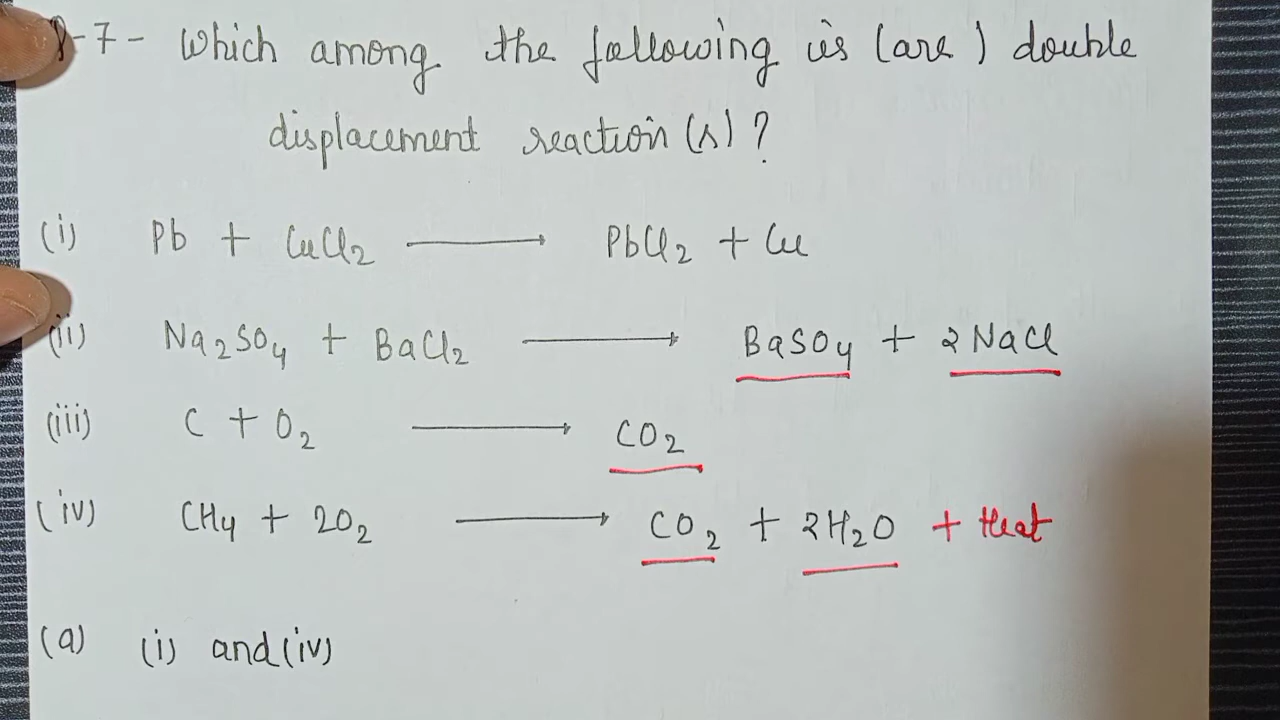 Q-7- Which among the following is (are) double
displacement reaction (s) ?
(i) Pb + CuCl2 ⟶ PbCl2 + Cu
(ii) Na2SO4 + BaCl2 ⟶ BaSO4 + 2NaCl
(iii) C + O2 ⟶ CO2
(iv) CH4 + 2O2 ⟶ CO2 + 2H2O + Heat
(a) (i) and (iv)